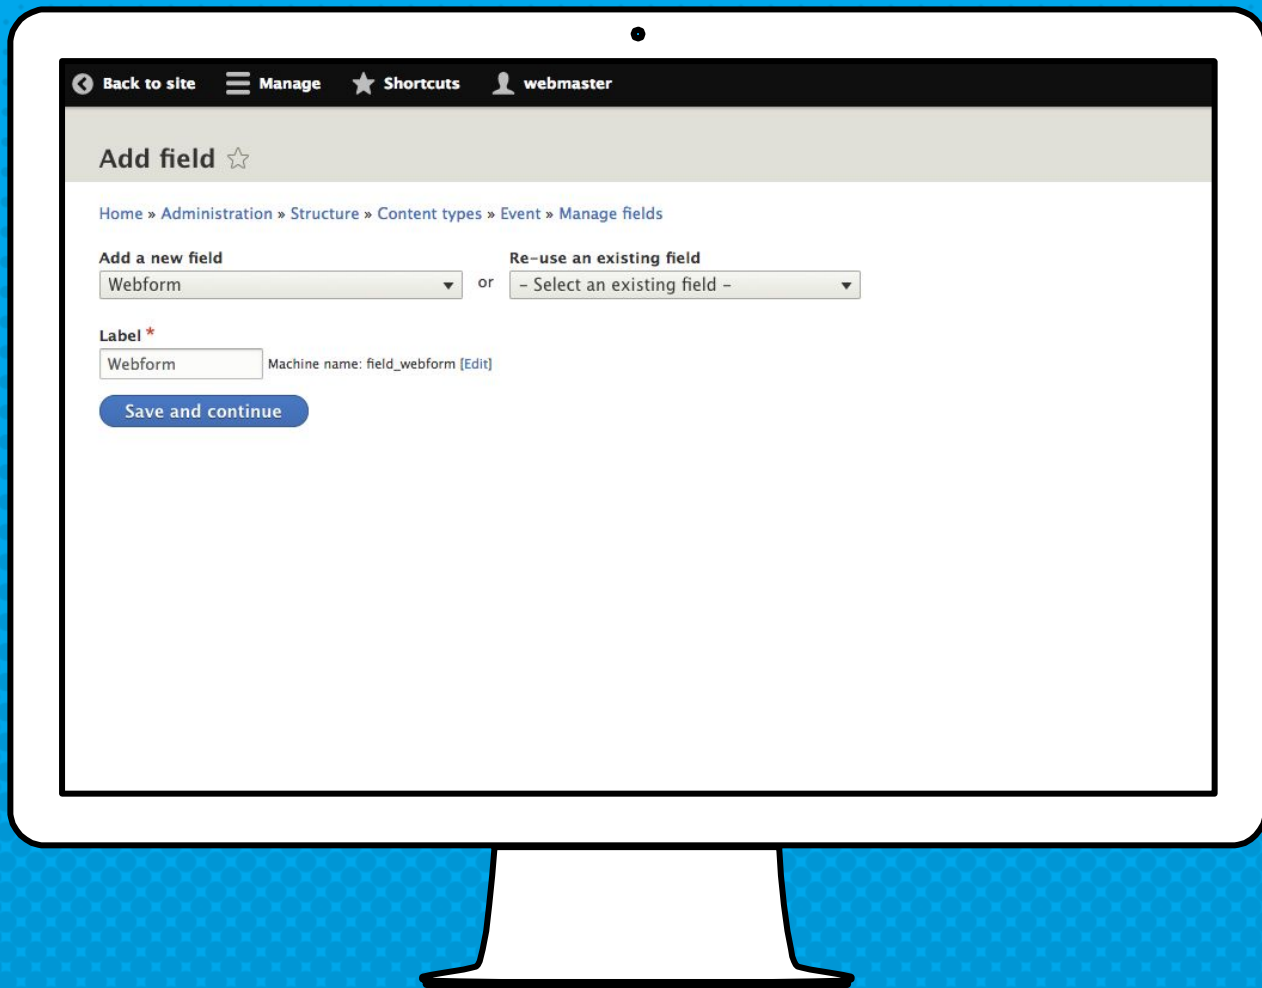 Back to site Manage Shortcuts webmaster
Add field
Home » Administration » Structure » Content types » Event » Manage fields
Add a new field Re-use an existing field
Webform or - Select an existing field -
Label *
Webform Machine name: field_webform [Edit]
Save and continue